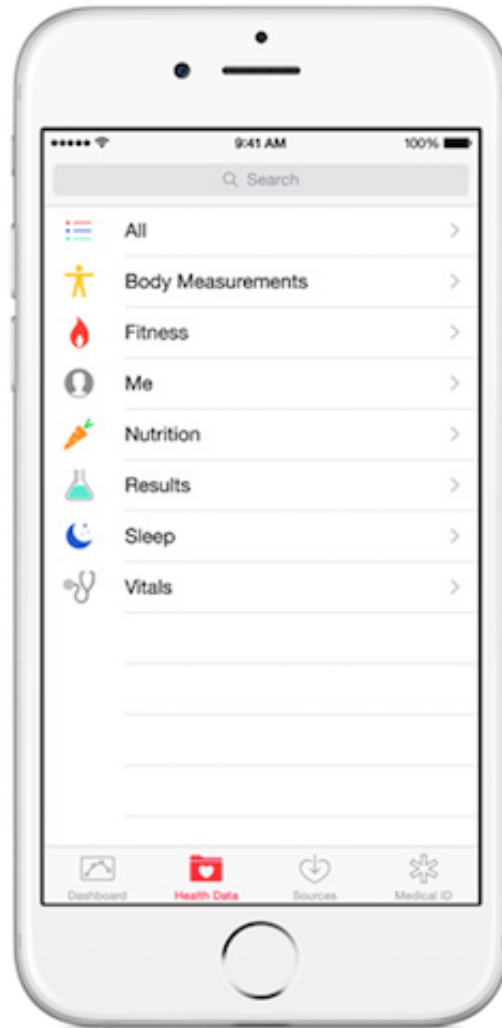 9:41 AM 100%
Search
All
Body Measurements
Fitness
Me
Nutrition
Results
Sleep
Vitals
Dashboard Health Data Sources Medical ID